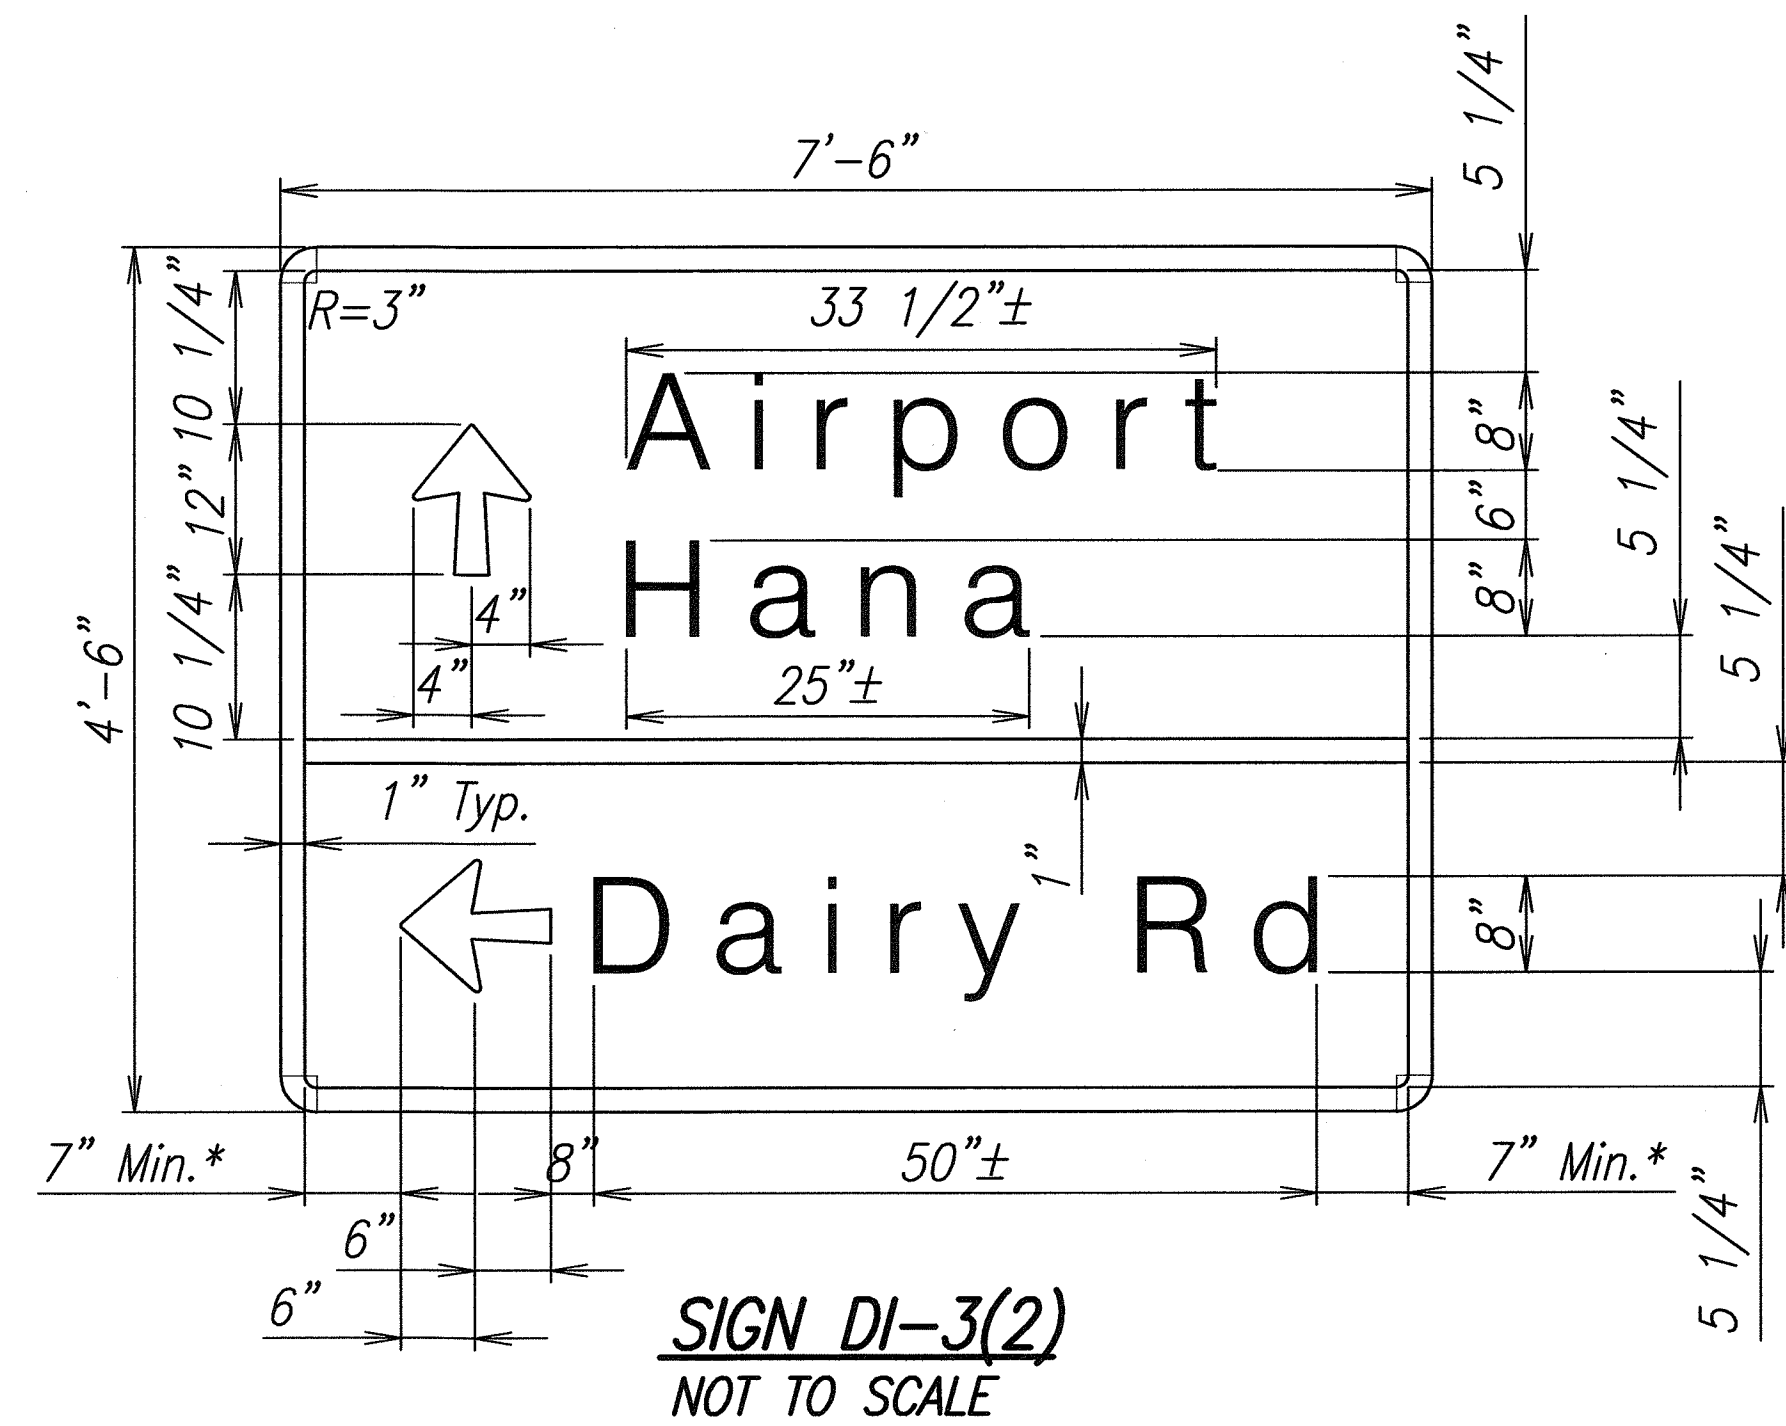 5 1/4”
7’-6”
10 1/4”
R=3”
33 1/2”±
Airport
8”
5 1/4”
12”
6”
Hana
8”
5 1/4”
4”
10 1/4”
4’-6”
4”
25”±
1” Typ.
1”
Dairy Rd
8”
7” Min.*
8”
50”±
7” Min.*
5 1/4”
6”
6”
SIGN DI-3(2)
NOT TO SCALE